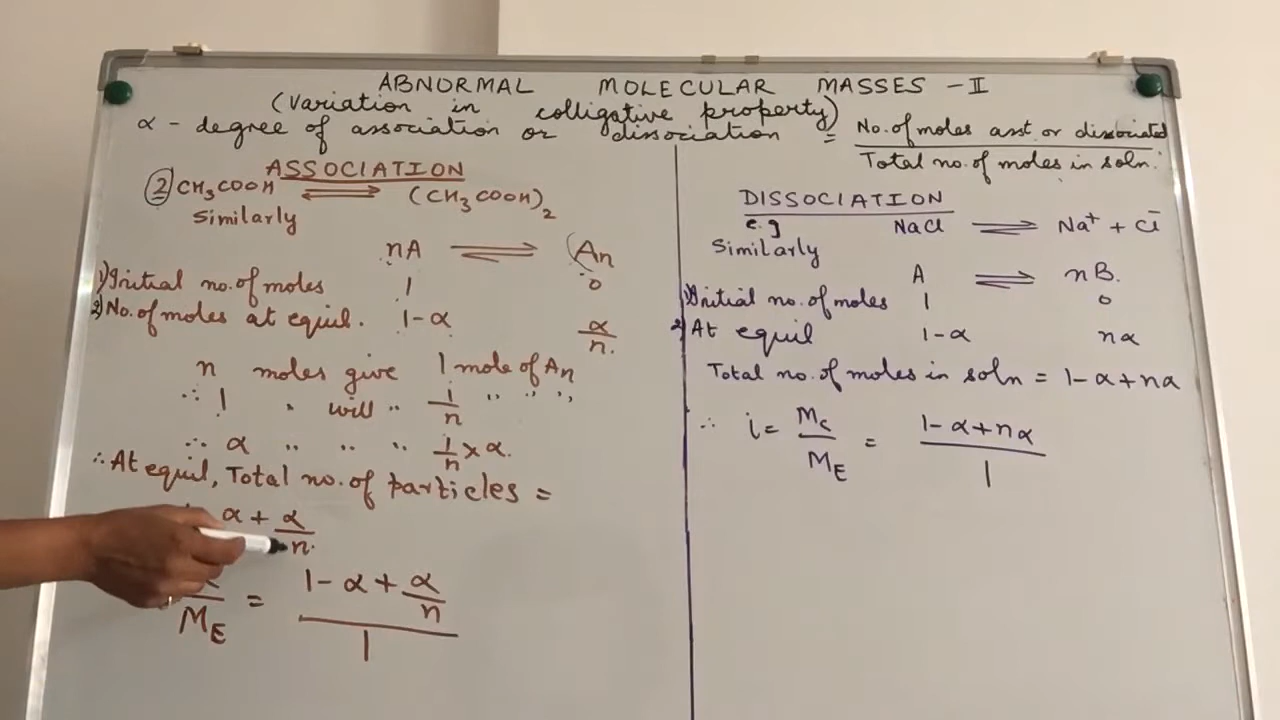 ABNORMAL MOLECULAR MASSES - II
(Variation in colligative property)
α - degree of association or dissociation = No. of moles asst. or dissociated / Total no. of moles in soln.
ASSOCIATION
2 CH₃COOH ⇌ (CH₃COOH)₂
Similarly
nA ⇌ (An
1) Initial no. of moles 1 0
2) No. of moles at equil. 1-α α/n.
n moles give 1 mole of An
∴ 1 " will " 1/n " " "
∴ α " " " 1/n × α.
∴ At equil, Total no. of particles =
α + α/n.
M_E = 1 - α + α/n / 1
DISSOCIATION
e.g NaCl ⇌ Na⁺ + Cl⁻
Similarly
A ⇌ nB.
1) Initial no. of moles 1 0
2) At equil 1-α nα
Total no. of moles in soln = 1-α+nα
∴ i = M_c / M_E = 1-α+nα / 1